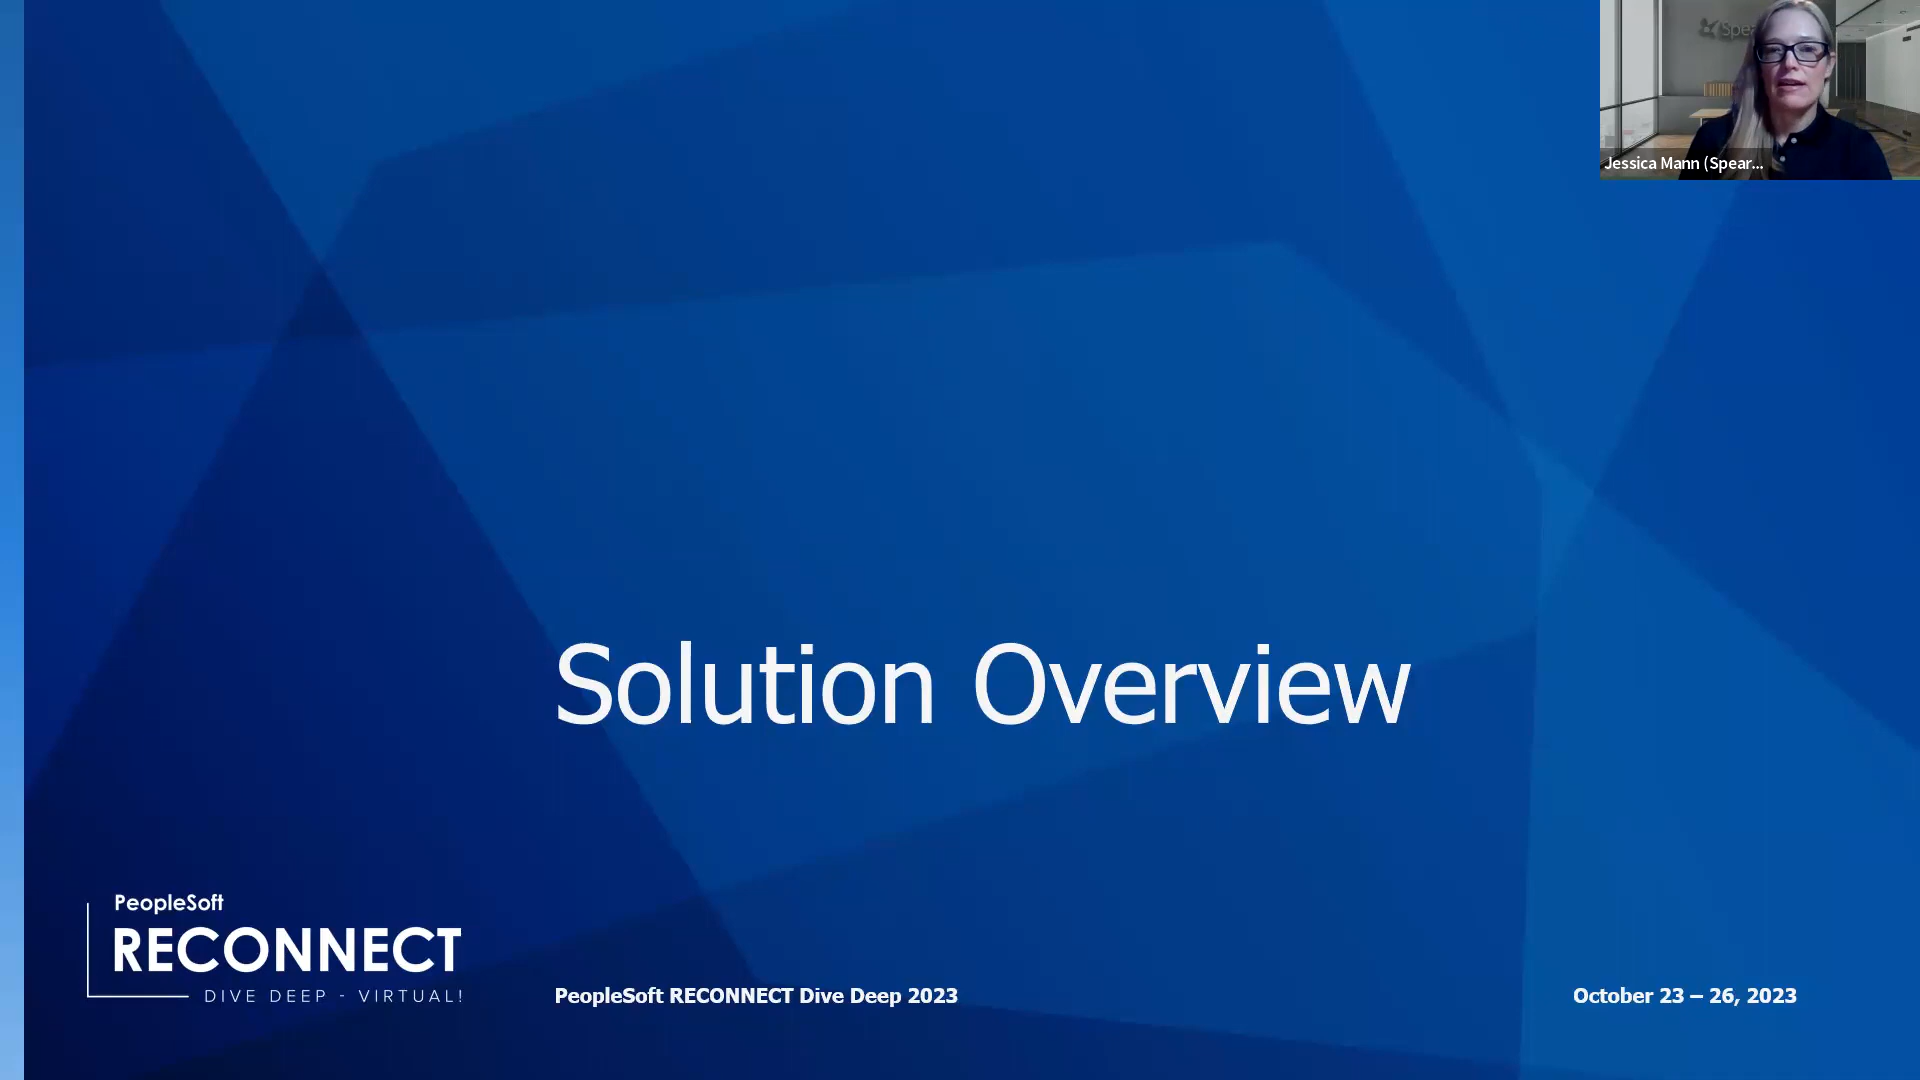 Spea
Jessica Mann (Spear...
Solution Overview
PeopleSoft
RECONNECT
DIVE DEEP - VIRTUAL!
PeopleSoft RECONNECT Dive Deep 2023
October 23 – 26, 2023